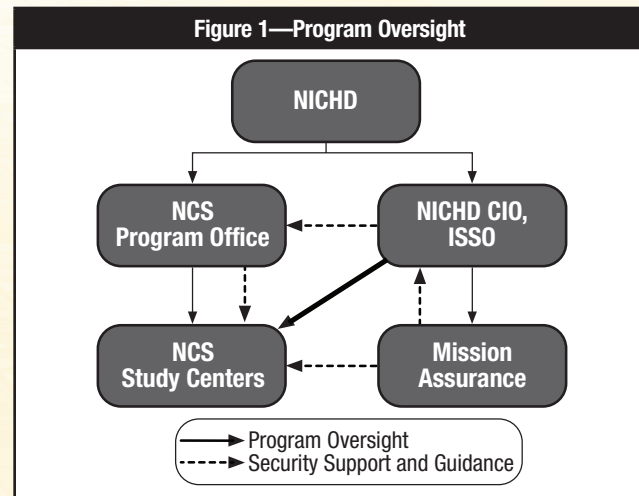 Figure 1—Program Oversight
NICHD
NCS
Program Office
NICHD CIO,
ISSO
NCS
Study Centers
Mission
Assurance
Program Oversight
Security Support and Guidance